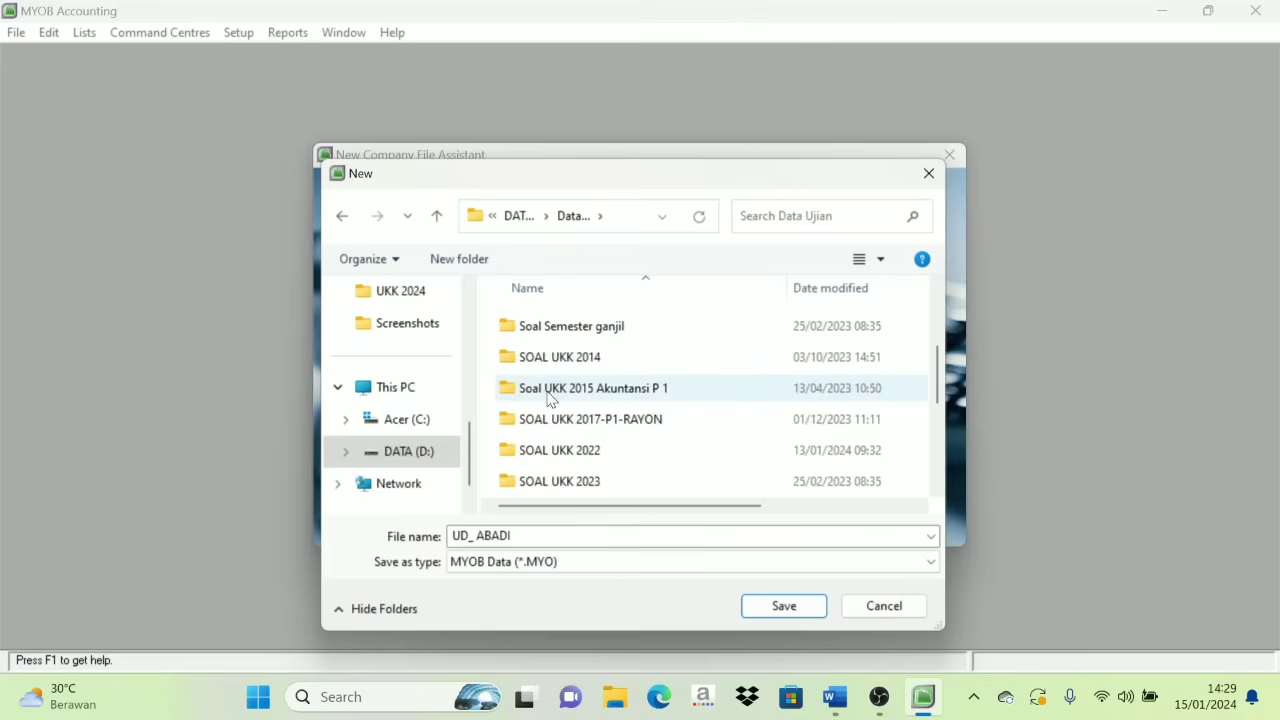 MYOB Accounting
File Edit Lists Command Centres Setup Reports Window Help
New Company File Assistant
New
« DAT... › Data... ›
Search Data Ujian
Organize
New folder
Name
Date modified
UKK 2024
Screenshots
This PC
Acer (C:)
DATA (D:)
Network
Soal Semester ganjil 25/02/2023 08:35
SOAL UKK 2014 03/10/2023 14:51
Soal UKK 2015 Akuntansi P 1 13/04/2023 10:50
SOAL UKK 2017-P1-RAYON 01/12/2023 11:11
SOAL UKK 2022 13/01/2024 09:32
SOAL UKK 2023 25/02/2023 08:35
File name: UD_ ABADI
Save as type: MYOB Data (*.MYO)
Hide Folders
Save
Cancel
Press F1 to get help.
30°C
Berawan
Search
14:29
15/01/2024